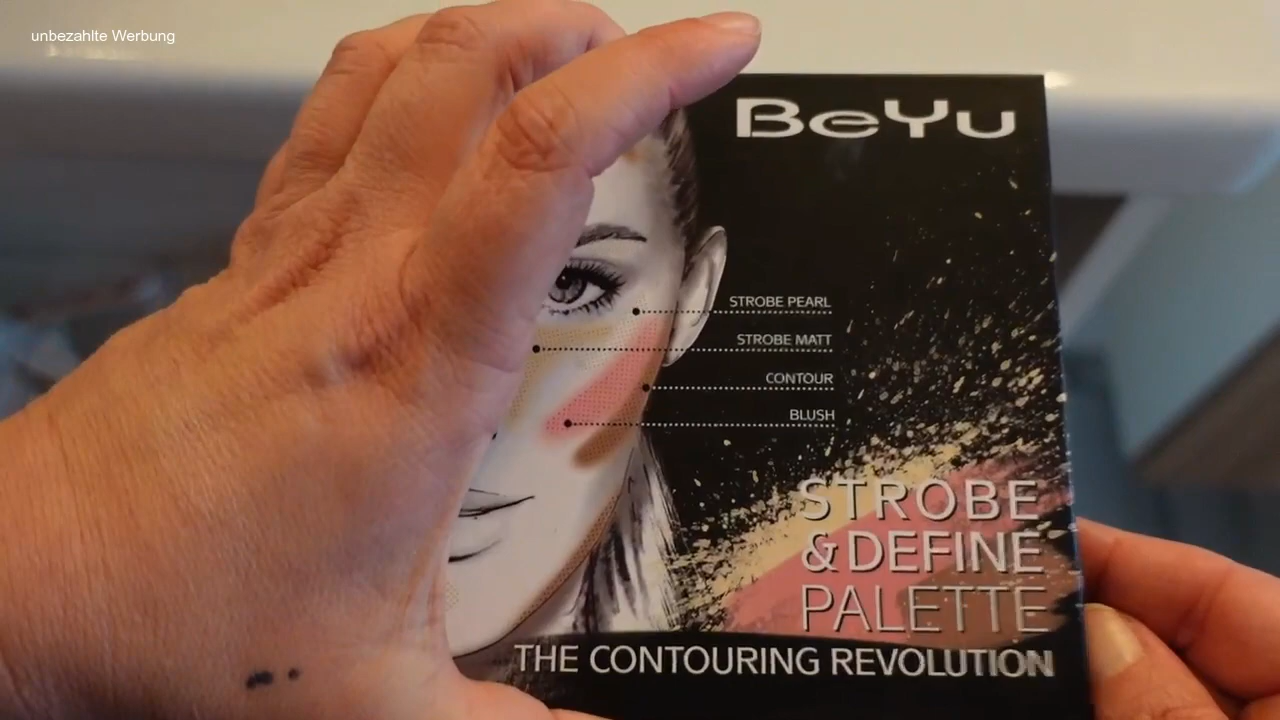 unbezahlte Werbung
BeYu
STROBE PEARL
STROBE MATT
CONTOUR
BLUSH
STROBE
& DEFINE
PALETTE
THE CONTOURING REVOLUTION